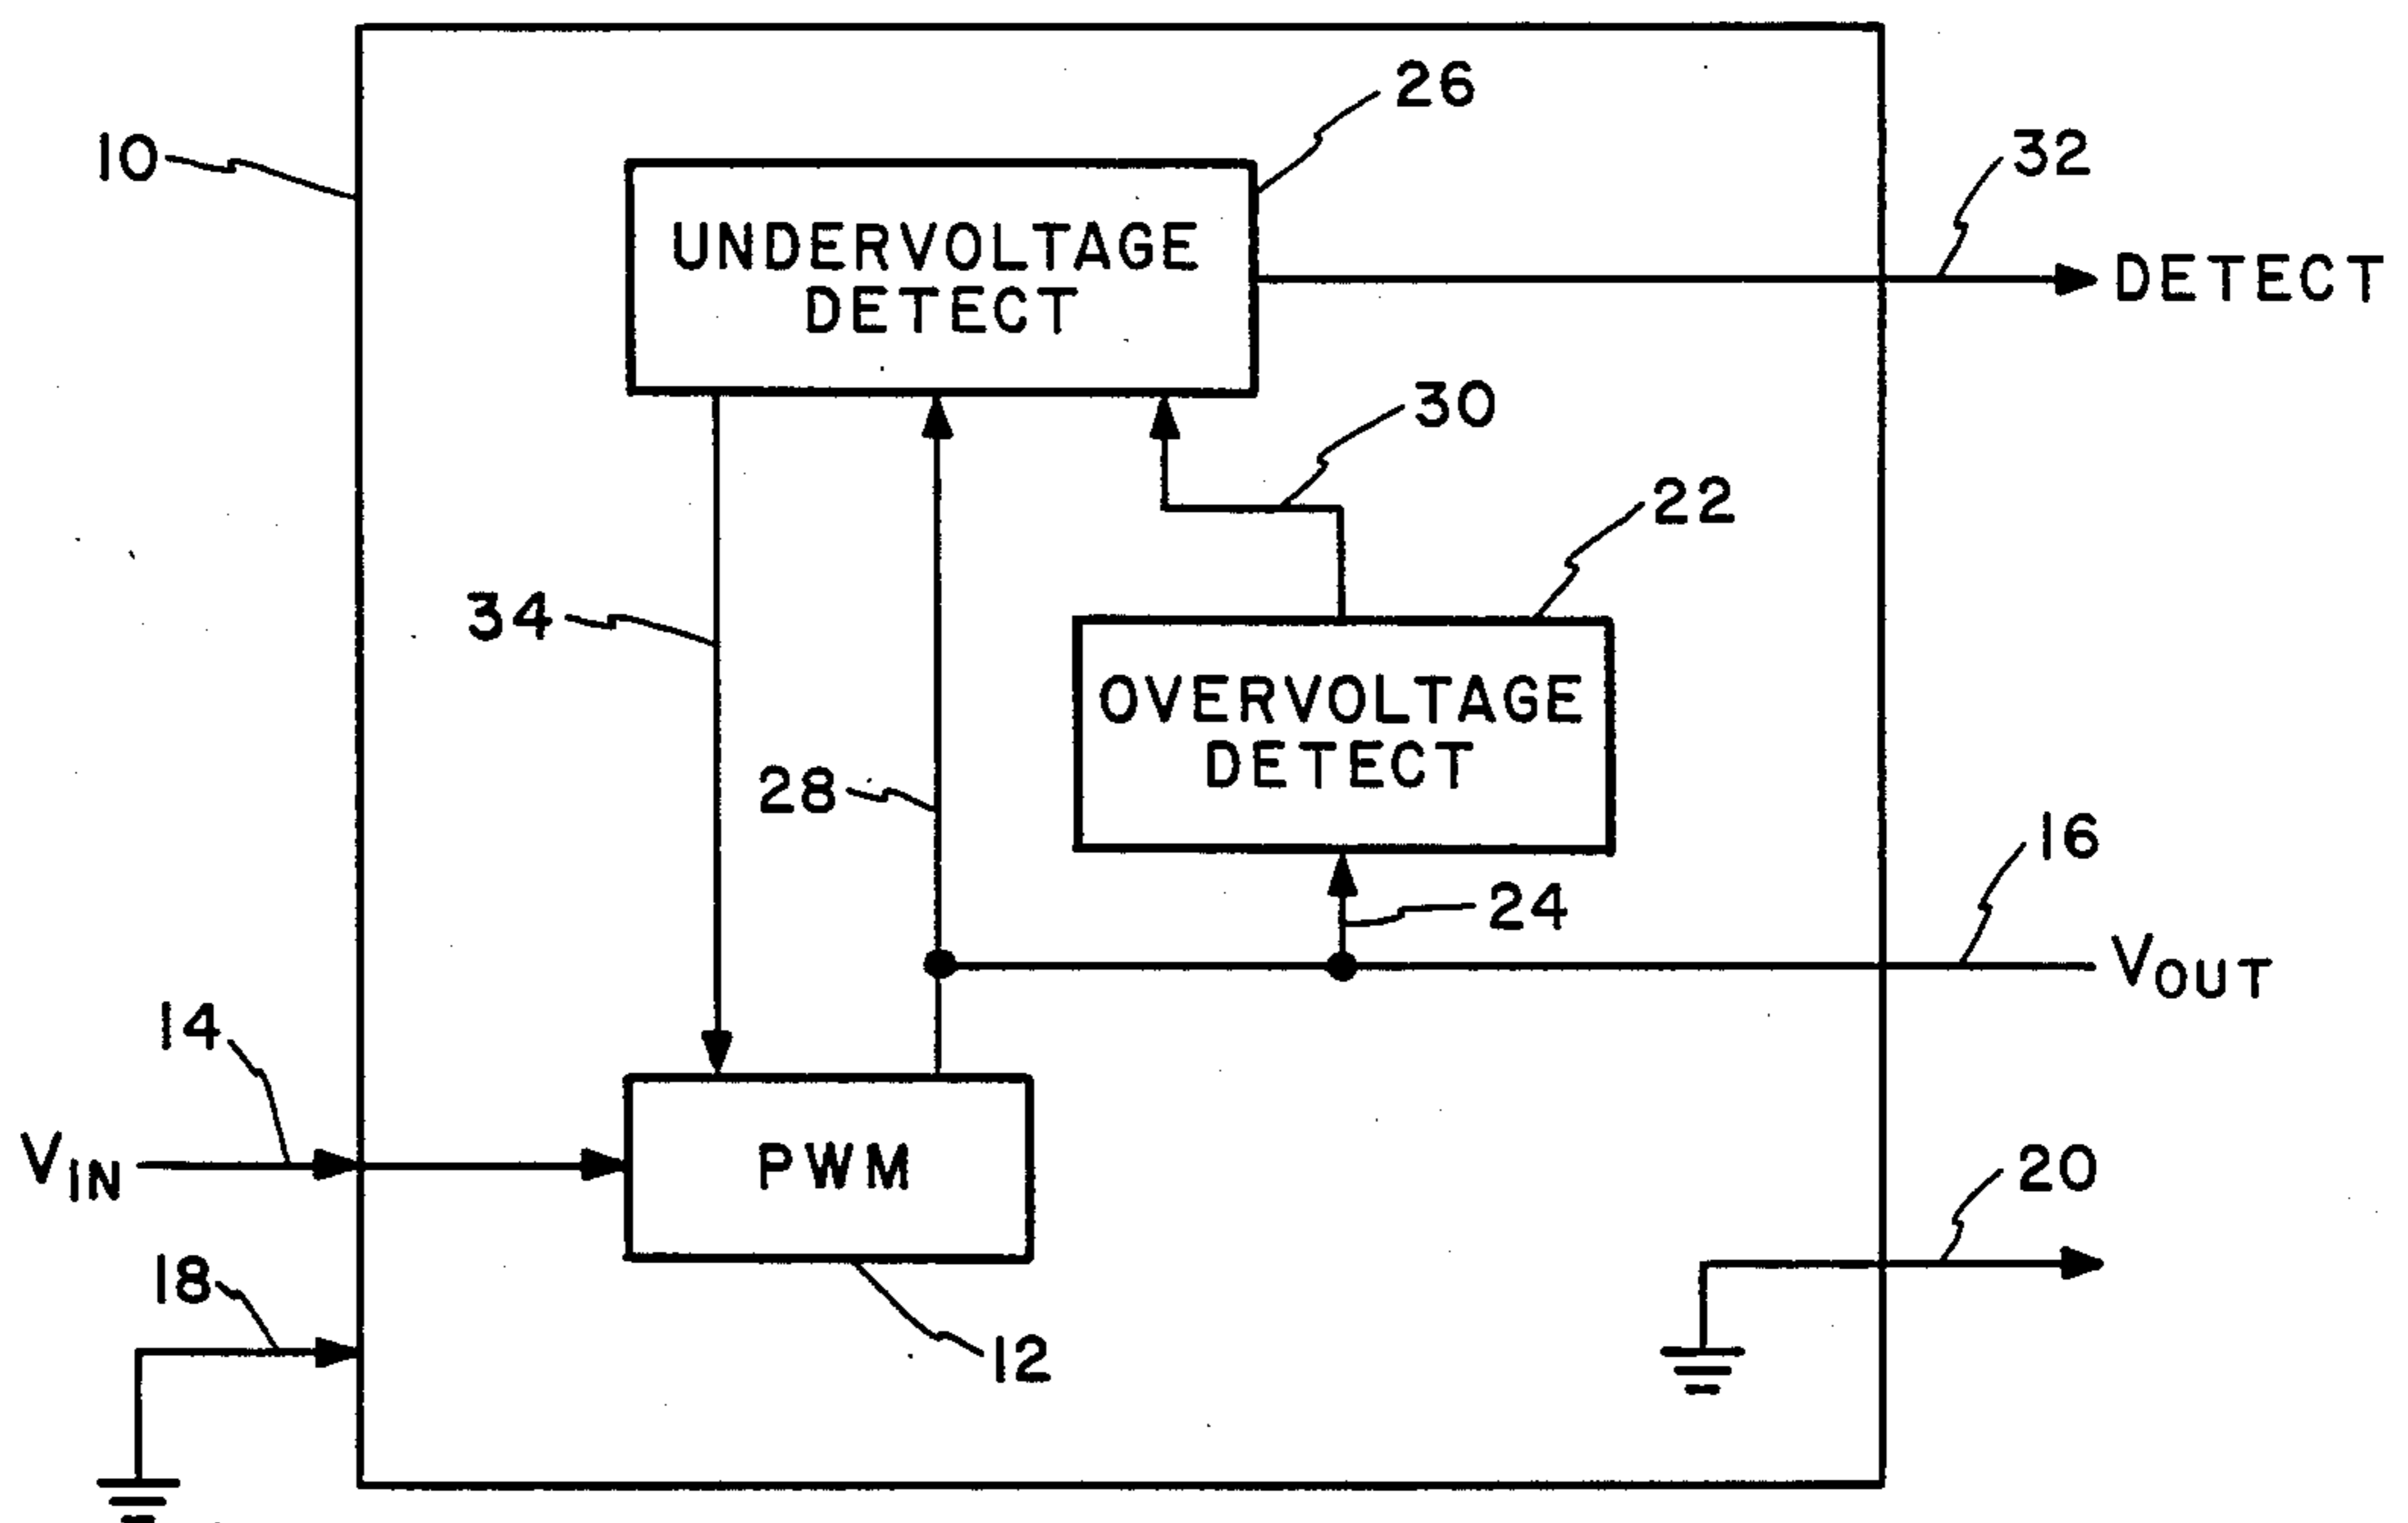 26
10
32
UNDERVOLTAGE
DETECT
DETECT
30
22
34
OVERVOLTAGE
DETECT
28
16
24
VOUT
14
VIN
PWM
20
18
12